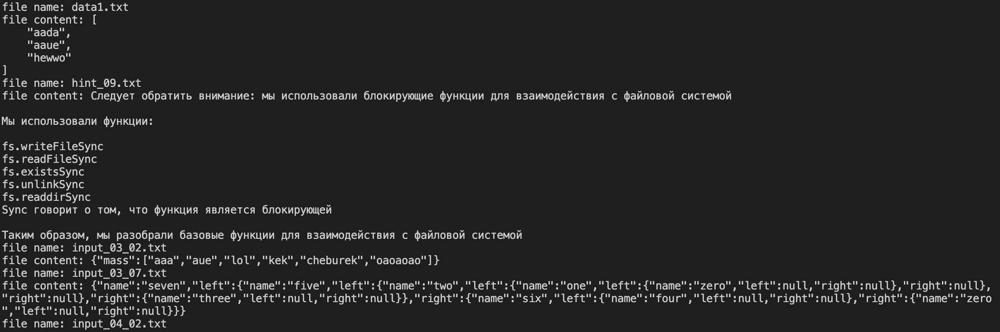 file name: data1.txt
file content: [
    "aada",
    "aaue",
    "hewwo"
]
file name: hint_09.txt
file content: Следует обратить внимание: мы использовали блокирующие функции для взаимодействия с файловой системой
Мы использовали функции:
fs.writeFileSync
fs.readFileSync
fs.existsSync
fs.unlinkSync
fs.readdirSync
Sync говорит о том, что функция является блокирующей
Таким образом, мы разобрали базовые функции для взаимодействия с файловой системой
file name: input_03_02.txt
file content: {"mass":["aaa","aue","lol","kek","cheburek","oaoaoao"]}
file name: input_03_07.txt
file content: {"name":"seven","left":{"name":"five","left":{"name":"two","left":{"name":"one","left":{"name":"zero","left":null,"right":null},"right":null},
"right":null},"right":{"name":"three","left":null,"right":null}},"right":{"name":"six","left":{"name":"four","left":null,"right":null},"right":{"name":"zero
","left":null,"right":null}}}
file name: input_04_02.txt